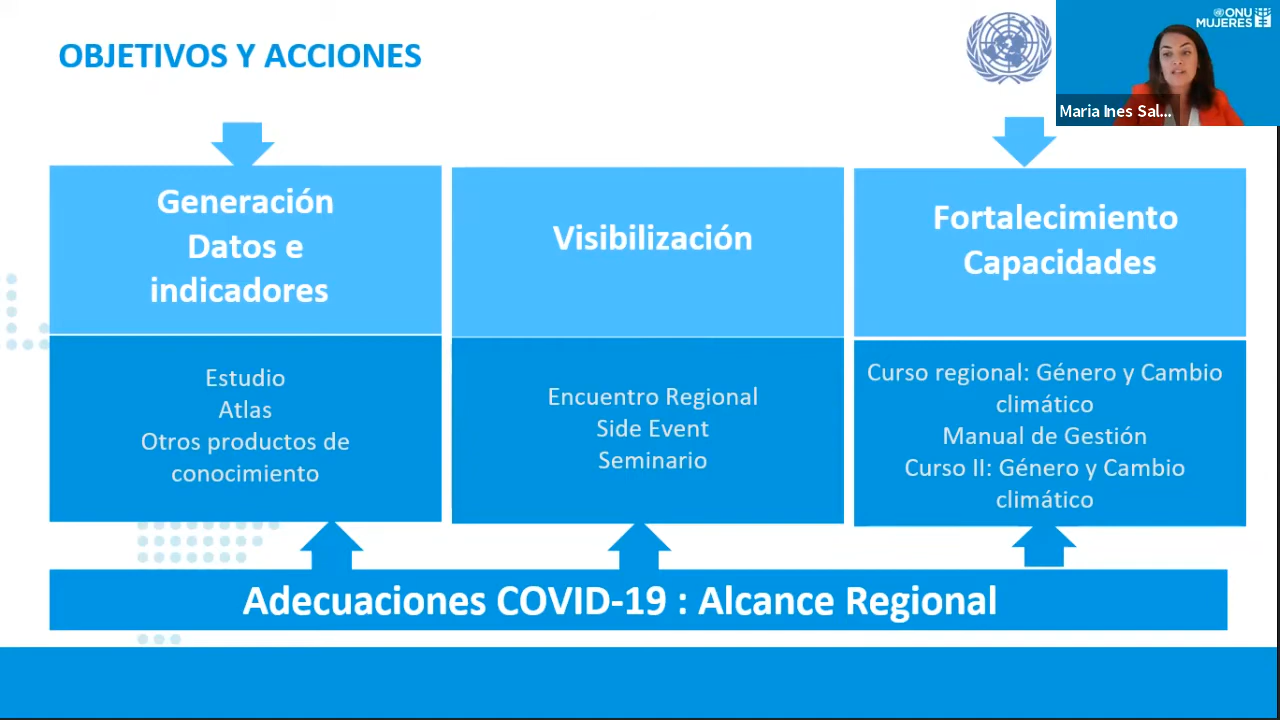 OBJETIVOS Y ACCIONES
ONU
MUJERES
Maria Ines Sal...
Generación
Datos e
indicadores
Estudio
Atlas
Otros productos de
conocimiento
Visibilización
Encuentro Regional
Side Event
Seminario
Fortalecimiento
Capacidades
Curso regional: Género y Cambio
climático
Manual de Gestión
Curso II: Género y Cambio
climático
Adecuaciones COVID-19 : Alcance Regional